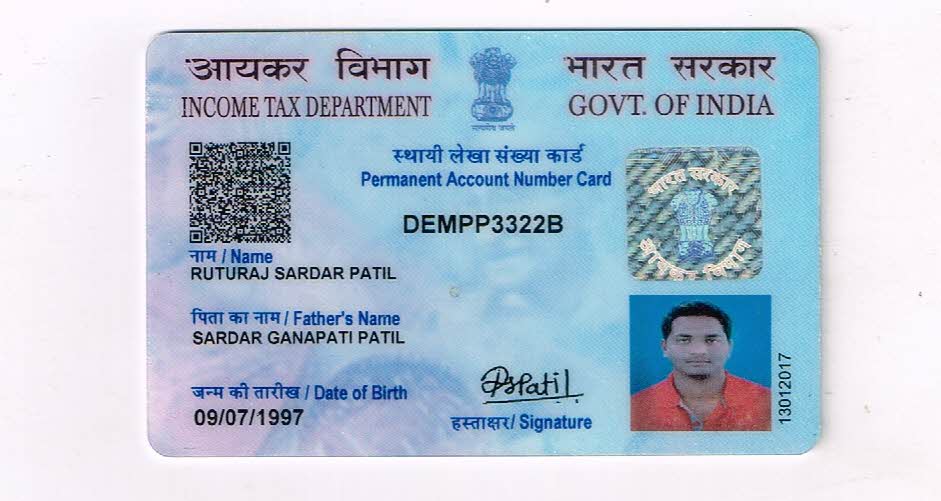 आयकर विभाग
INCOME TAX DEPARTMENT
सत्यमेव जयते
भारत सरकार
GOVT. OF INDIA
स्थायी लेखा संख्या कार्ड
Permanent Account Number Card
DEMPP3322B
भारत सरकार
आयकर विभाग
नाम / Name
RUTURAJ SARDAR PATIL
पिता का नाम / Father's Name
SARDAR GANAPATI PATIL
जन्म की तारीख / Date of Birth
09/07/1997
RSPatil
हस्ताक्षर/ Signature
13012017